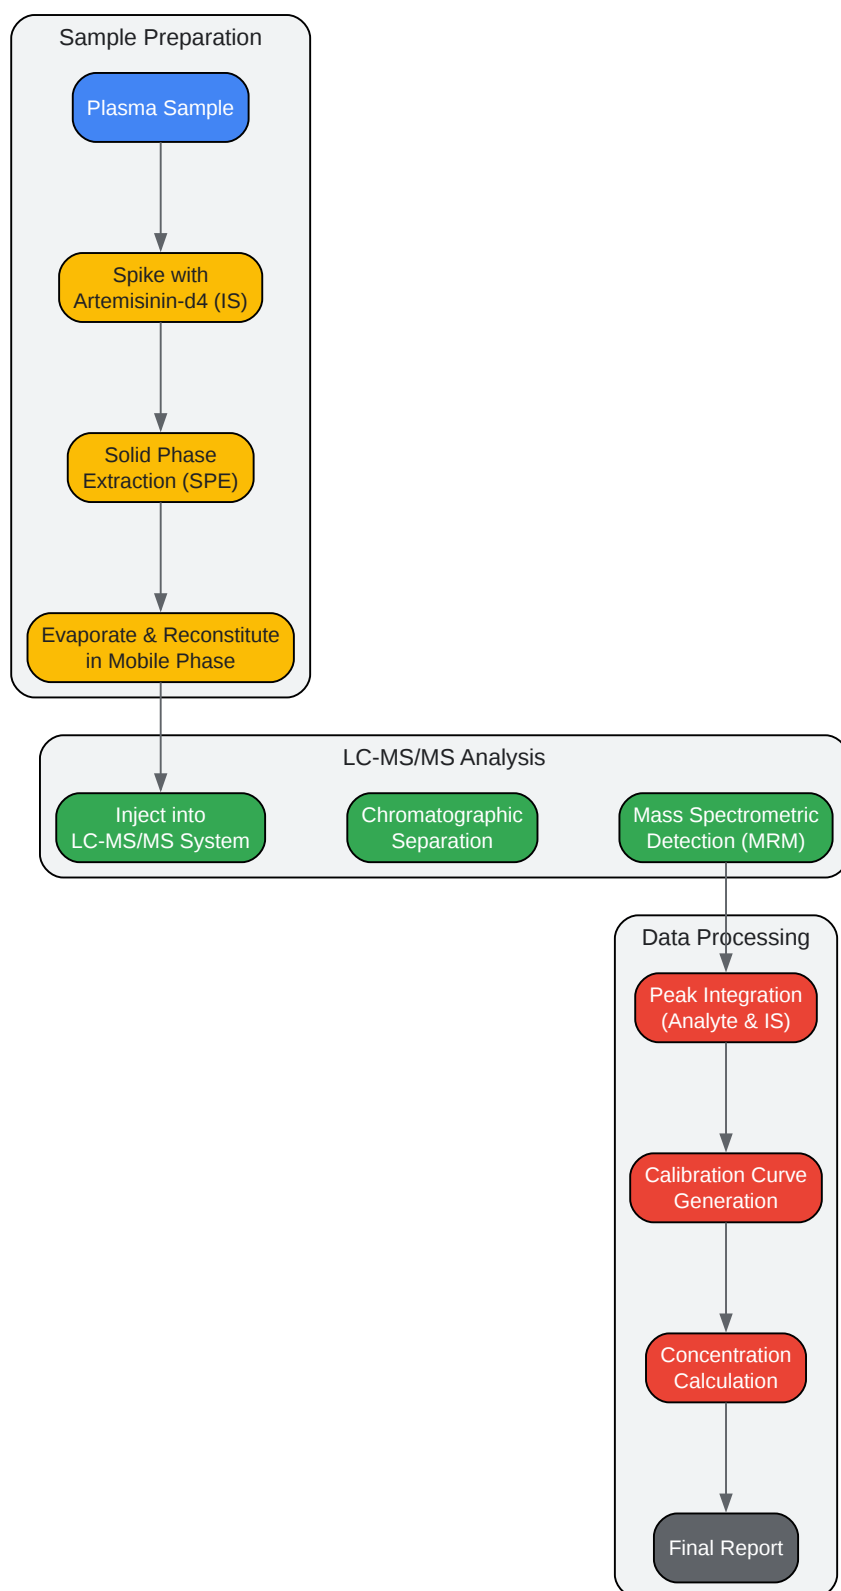 Sample Preparation
Plasma Sample
Spike with
Artemisinin-d4 (IS)
Solid Phase
Extraction (SPE)
Evaporate & Reconstitute
in Mobile Phase
LC-MS/MS Analysis
Inject into
LC-MS/MS System
Chromatographic
Separation
Mass Spectrometric
Detection (MRM)
Data Processing
Peak Integration
(Analyte & IS)
Calibration Curve
Generation
Concentration
Calculation
Final Report